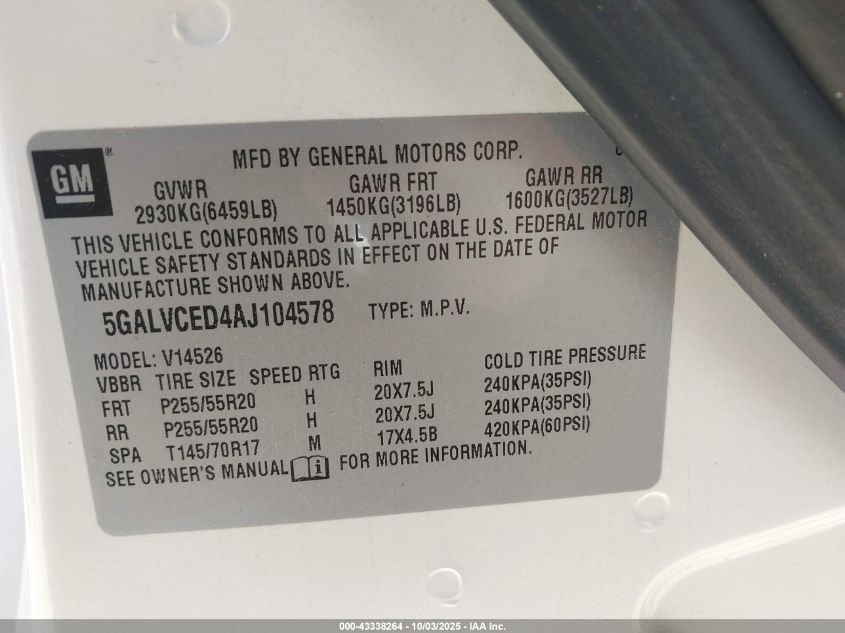 MFD BY GENERAL MOTORS CORP.
GM®
GVWR GAWR FRT GAWR RR
2930KG(6459LB) 1450KG(3196LB) 1600KG(3527LB)
THIS VEHICLE CONFORMS TO ALL APPLICABLE U.S. FEDERAL MOTOR
VEHICLE SAFETY STANDARDS IN EFFECT ON THE DATE OF
MANUFACTURE SHOWN ABOVE.
5GALVCED4AJ104578 TYPE: M.P.V.
MODEL: V14526
VBBR TIRE SIZE SPEED RTG RIM COLD TIRE PRESSURE
FRT P255/55R20 H 20X7.5J 240KPA(35PSI)
RR P255/55R20 H 20X7.5J 240KPA(35PSI)
SPA T145/70R17 M 17X4.5B 420KPA(60PSI)
SEE OWNER'S MANUAL i FOR MORE INFORMATION.
000-43338264 - 10/03/2025 - IAA Inc.